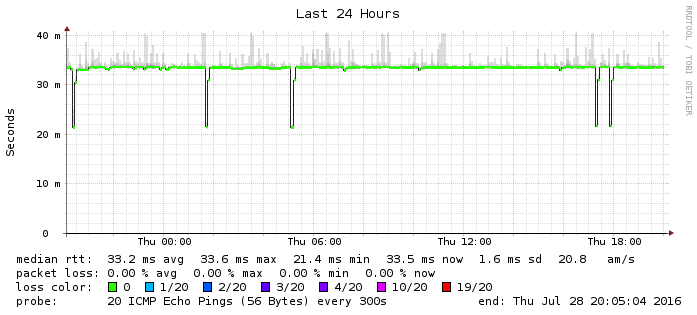 Last 24 Hours
RRDTOOL / TOBI OETIKER
Seconds
40 m
30 m
20 m
10 m
0
Thu 00:00 Thu 06:00 Thu 12:00 Thu 18:00
median rtt: 33.2 ms avg 33.6 ms max 21.4 ms min 33.5 ms now 1.6 ms sd 20.8 am/s
packet loss: 0.00 % avg 0.00 % max 0.00 % min 0.00 % now
loss color: 0 1/20 2/20 3/20 4/20 10/20 19/20
probe: 20 ICMP Echo Pings (56 Bytes) every 300s end: Thu Jul 28 20:05:04 2016